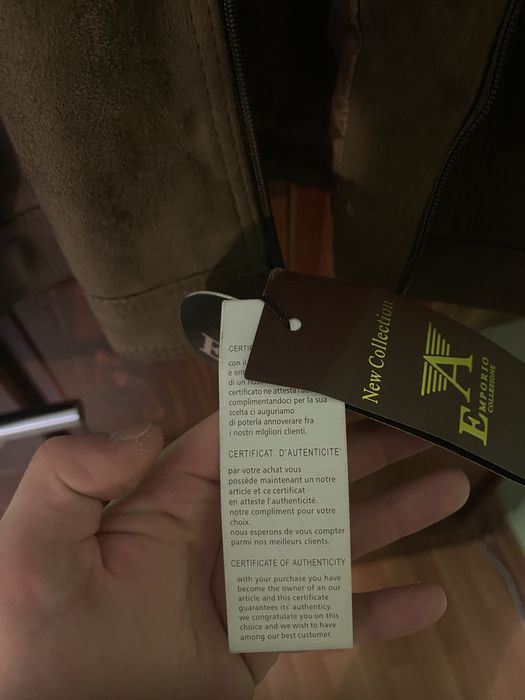 con il
di un
certificato ne attesta
complimentandoci per la sua
scelta ci auguriamo
di poterla annoverare fra
i nostri migliori clienti.
CERTIFICAT D'AUTENTICITE'
par votre achat vous
possède maintenant un notre
article et ce certificat
en atteste l'authenticité.
notre compliment pour votre
choix.
nous esperons de vous compter
parmi nos meilleurs clients.
CERTIFICATE OF AUTHENTICITY
with your purchase you have
become the owner of an our
article and this certificate
guarantees its' authenticy.
we congratulate you on this
choice and we wish to have
among our best customer.
New Collection
EA
EMPORIO
COLLEZIONE